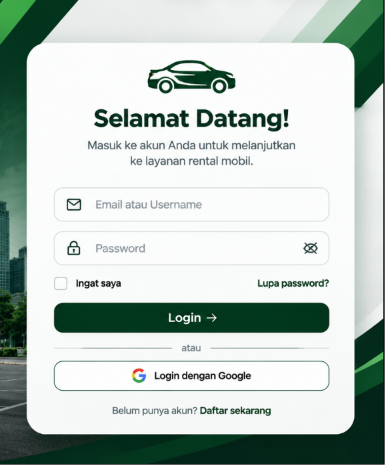 Selamat Datang!
Masuk ke akun Anda untuk melanjutkan
ke layanan rental mobil.
Email atau Username
Password
Ingat saya
Lupa password?
Login →
atau
Login dengan Google
Belum punya akun? Daftar sekarang